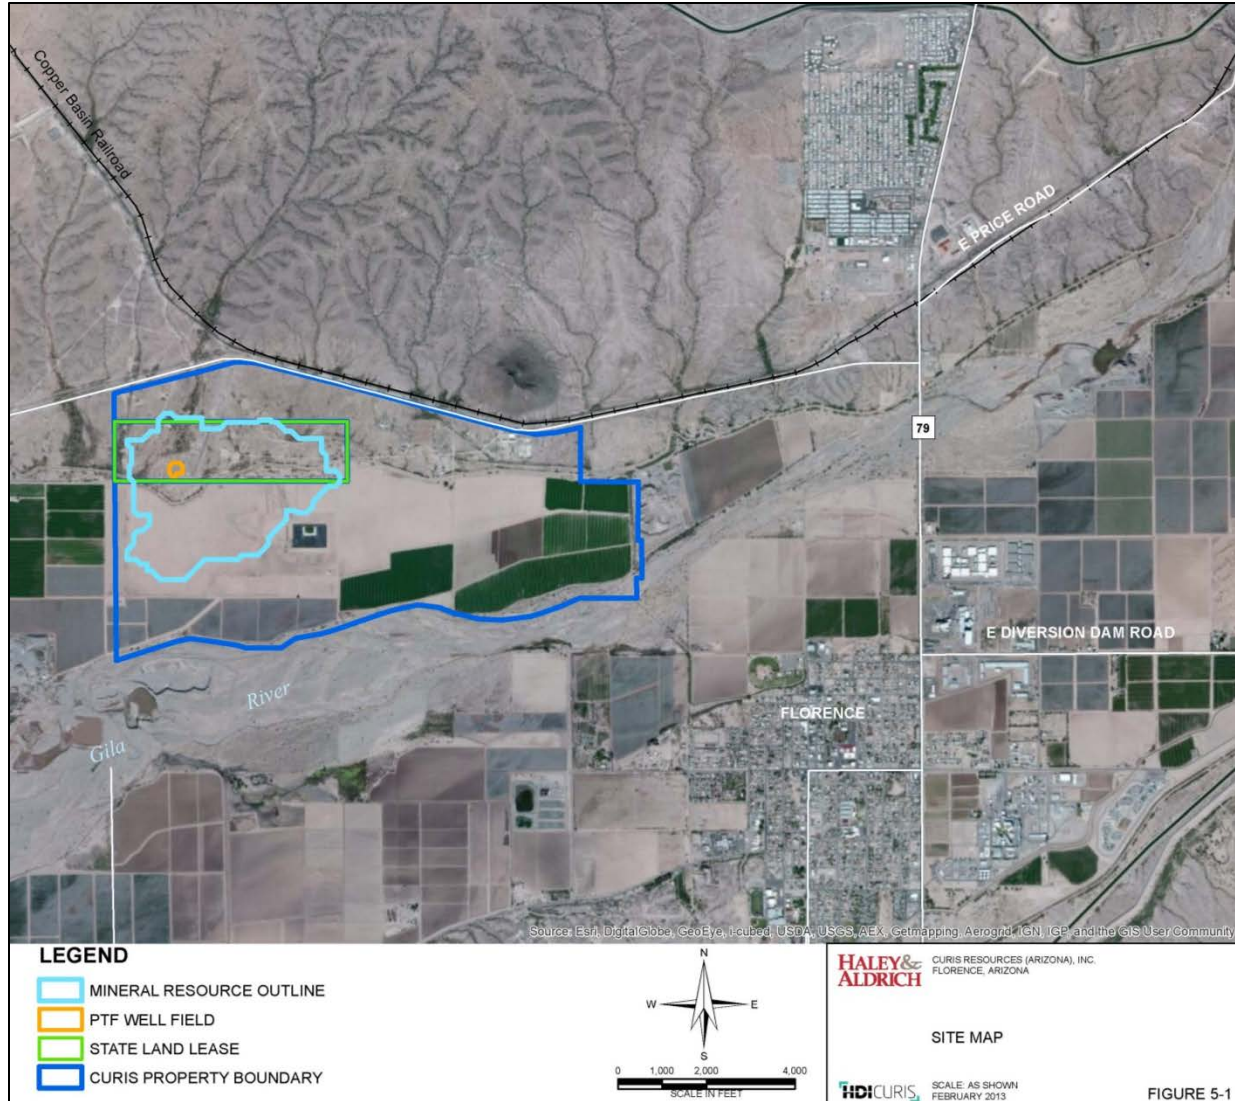 Copper Basin Railroad
E PRICE ROAD
79
E DIVERSION DAM ROAD
FLORENCE
River
Gila
Source: Esri, DigitalGlobe, GeoEye, i-cubed, USDA, USGS, AEX, Getmapping, Aerogrid, IGN, IGP, and the GIS User Community
LEGEND
MINERAL RESOURCE OUTLINE
PTF WELL FIELD
STATE LAND LEASE
CURIS PROPERTY BOUNDARY
N
W E
S
0 1,000 2,000 4,000
SCALE IN FEET
HALEY&
ALDRICH
CURIS RESOURCES (ARIZONA), INC.
FLORENCE, ARIZONA
SITE MAP
HDI CURIS
SCALE: AS SHOWN
FEBRUARY 2013
FIGURE 5-1